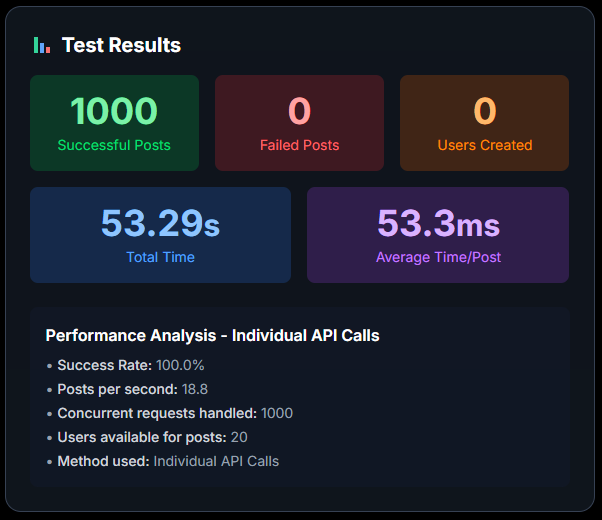 Test Results
1000
Successful Posts
0
Failed Posts
0
Users Created
53.29s
Total Time
53.3ms
Average Time/Post
Performance Analysis - Individual API Calls
• Success Rate: 100.0%
• Posts per second: 18.8
• Concurrent requests handled: 1000
• Users available for posts: 20
• Method used: Individual API Calls